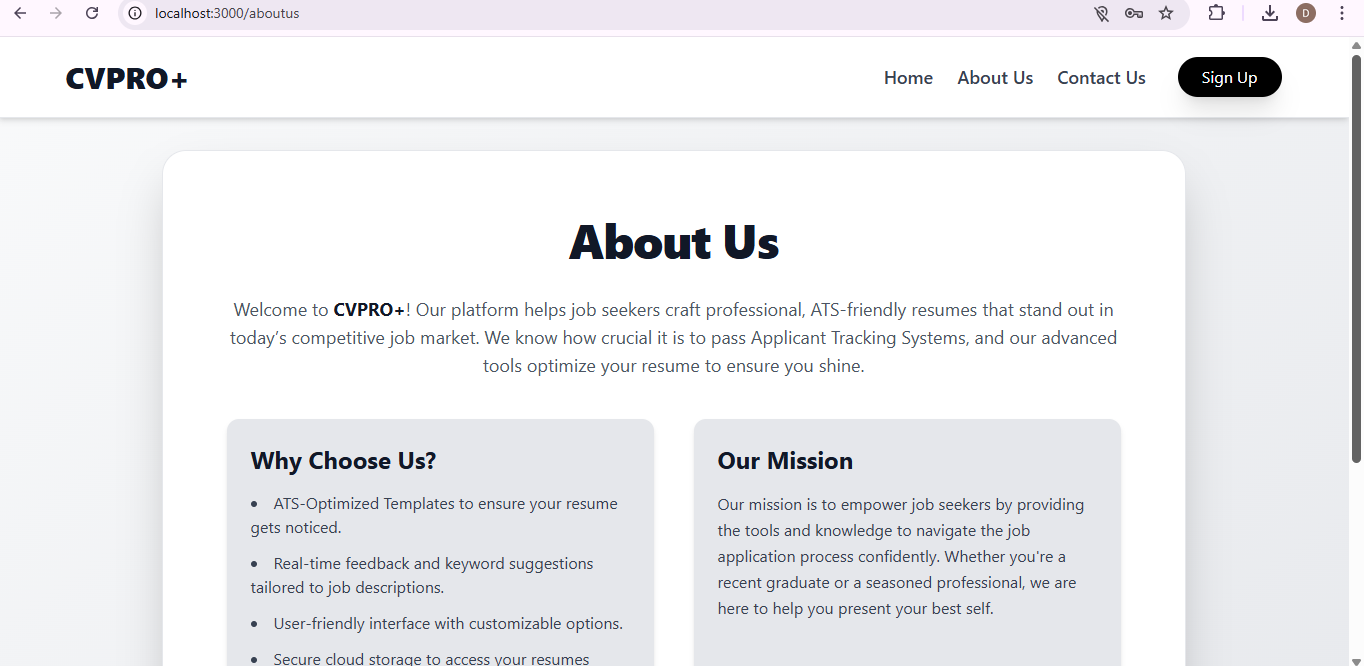 localhost:3000/aboutus
D
CVPRO+
Home About Us Contact Us Sign Up
About Us
Welcome to CVPRO+! Our platform helps job seekers craft professional, ATS-friendly resumes that stand out in
today’s competitive job market. We know how crucial it is to pass Applicant Tracking Systems, and our advanced
tools optimize your resume to ensure you shine.
Why Choose Us?
• ATS-Optimized Templates to ensure your resume
gets noticed.
• Real-time feedback and keyword suggestions
tailored to job descriptions.
• User-friendly interface with customizable options.
• Secure cloud storage to access your resumes
Our Mission
Our mission is to empower job seekers by providing
the tools and knowledge to navigate the job
application process confidently. Whether you're a
recent graduate or a seasoned professional, we are
here to help you present your best self.